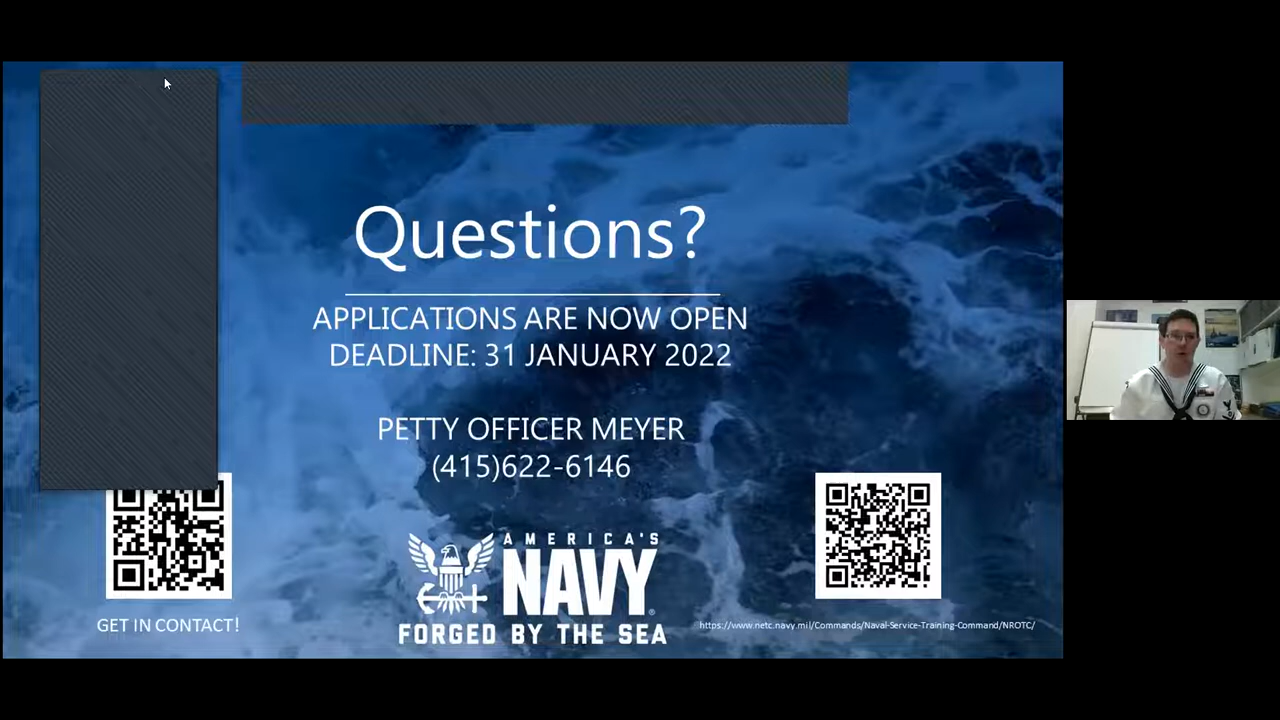 Questions?
APPLICATIONS ARE NOW OPEN
DEADLINE: 31 JANUARY 2022
PETTY OFFICER MEYER
(415)622-6146
AMERICA'S
NAVY
FORGED BY THE SEA
GET IN CONTACT!
https://www.netc.navy.mil/Commands/Naval-Service-Training-Command/NROTC/